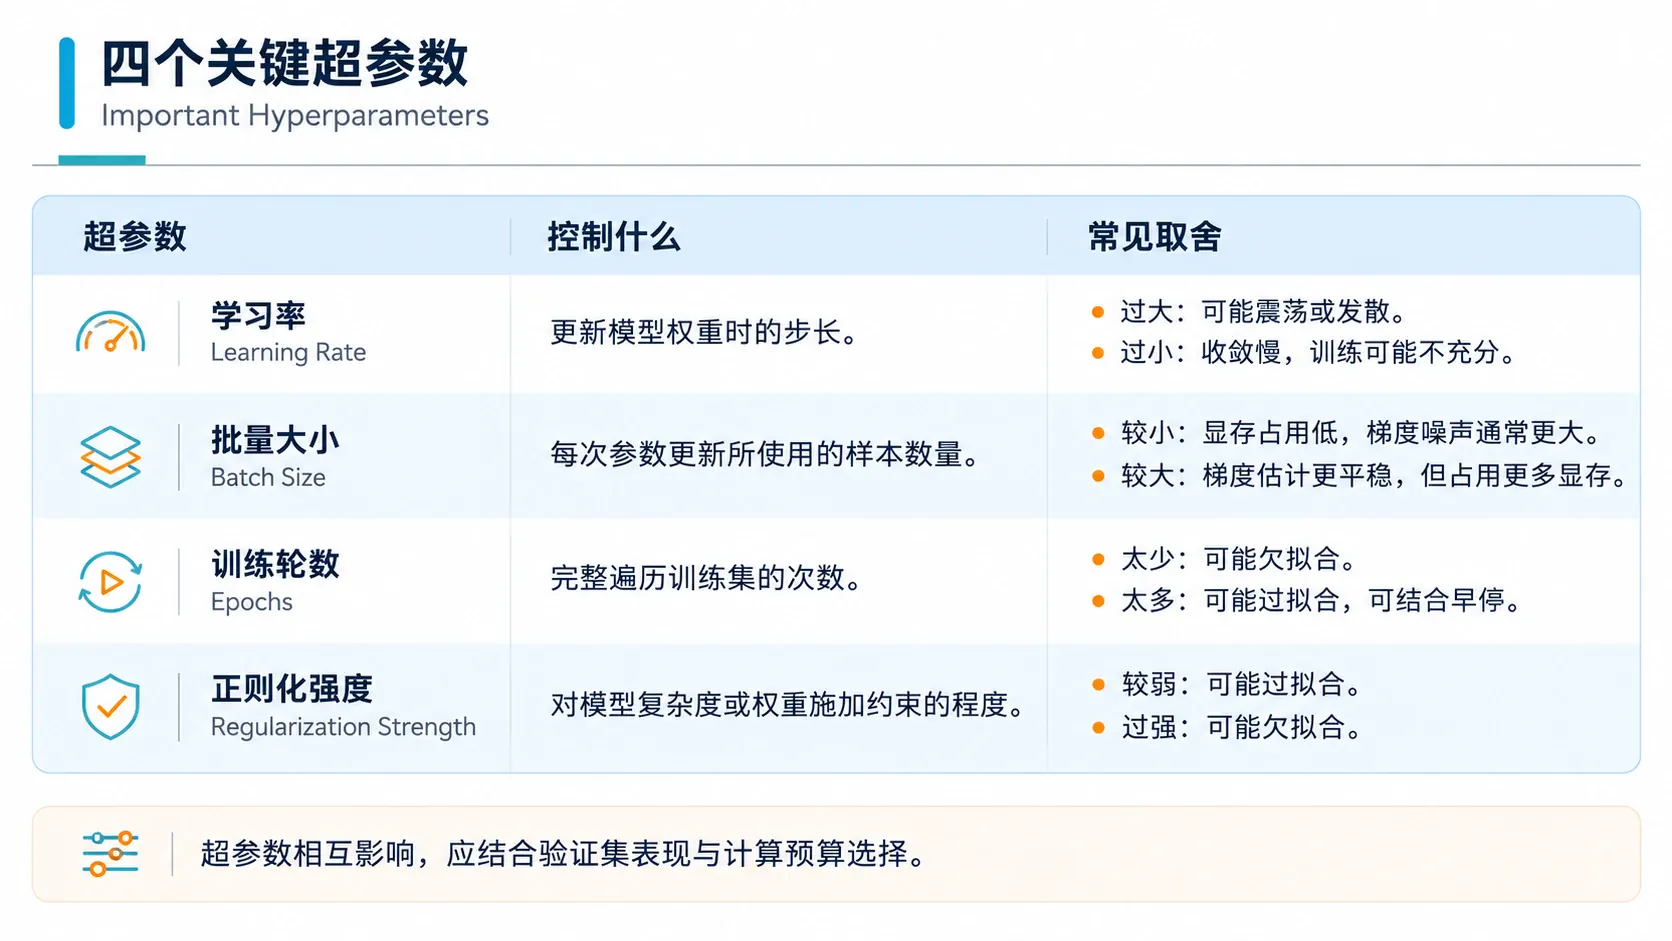 四个关键超参数
Important Hyperparameters
超参数
控制什么
常见取舍
学习率
Learning Rate
更新模型权重时的步长。
过大：可能震荡或发散。
过小：收敛慢，训练可能不充分。
批量大小
Batch Size
每次参数更新所使用的样本数量。
较小：显存占用低，梯度噪声通常更大。
较大：梯度估计更平稳，但占用更多显存。
训练轮数
Epochs
完整遍历训练集的次数。
太少：可能欠拟合。
太多：可能过拟合，可结合早停。
正则化强度
Regularization Strength
对模型复杂度或权重施加约束的程度。
较弱：可能过拟合。
过强：可能欠拟合。
超参数相互影响，应结合验证集表现与计算预算选择。